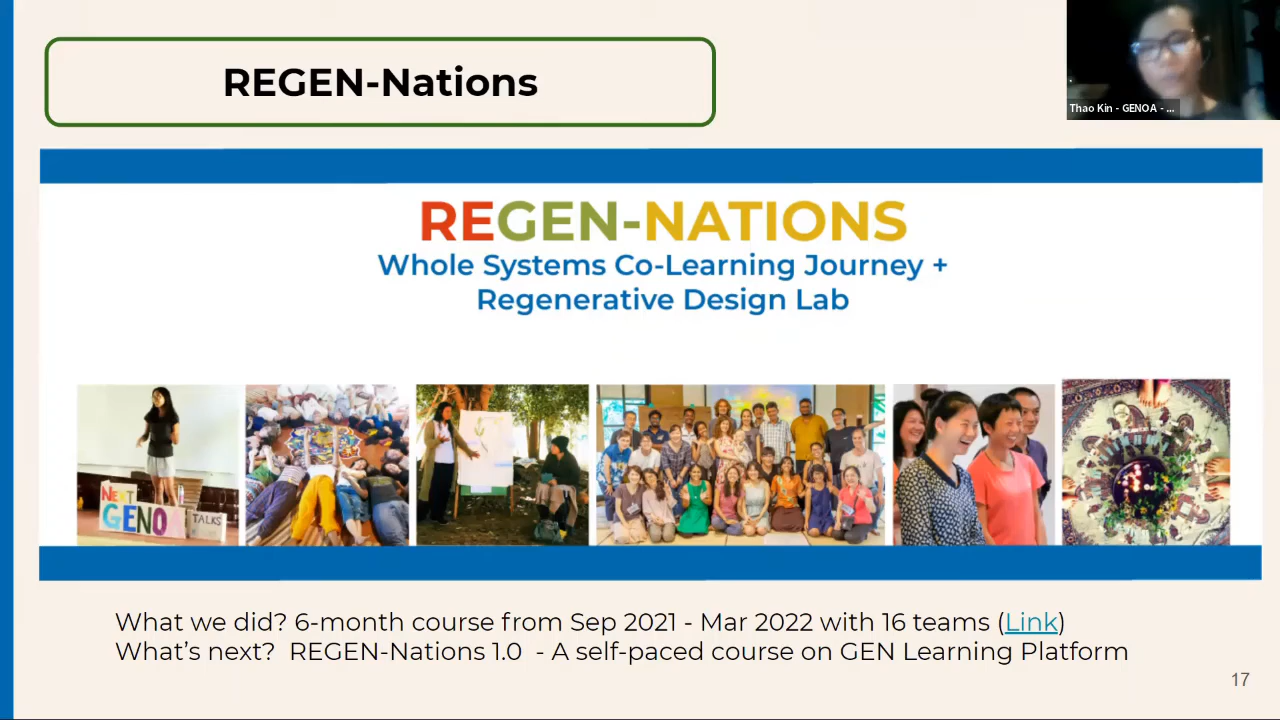 REGEN-Nations
Thao Kin - GENOA - ...
REGEN-NATIONS
Whole Systems Co-Learning Journey +
Regenerative Design Lab
NEXT
GENOA
TALKS
What we did? 6-month course from Sep 2021 - Mar 2022 with 16 teams (Link)
What's next?  REGEN-Nations 1.0  - A self-paced course on GEN Learning Platform
17